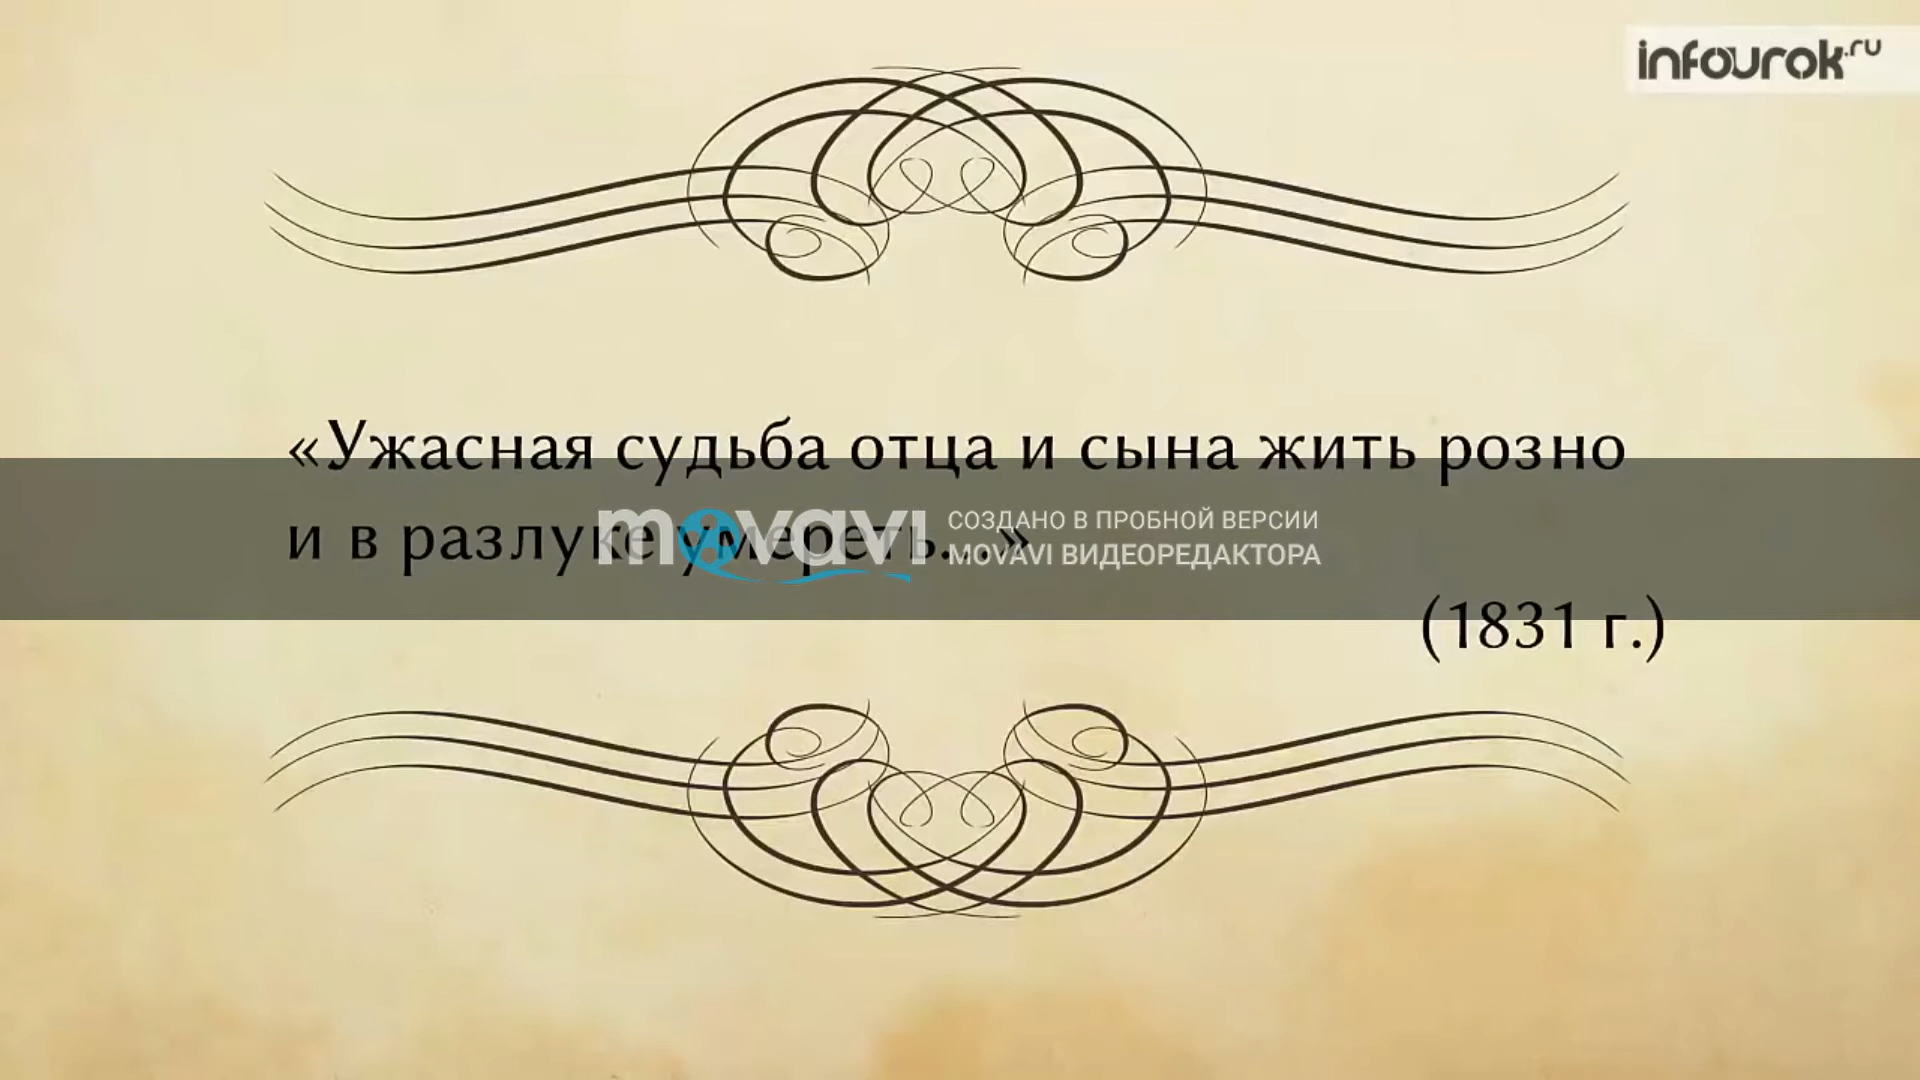 infourok.ru
«Ужасная судьба отца и сына жить розно
и в разлуке умереть...»
movavi
СОЗДАНО В ПРОБНОЙ ВЕРСИИ
MOVAVI ВИДЕОРЕДАКТОРА
(1831 г.)